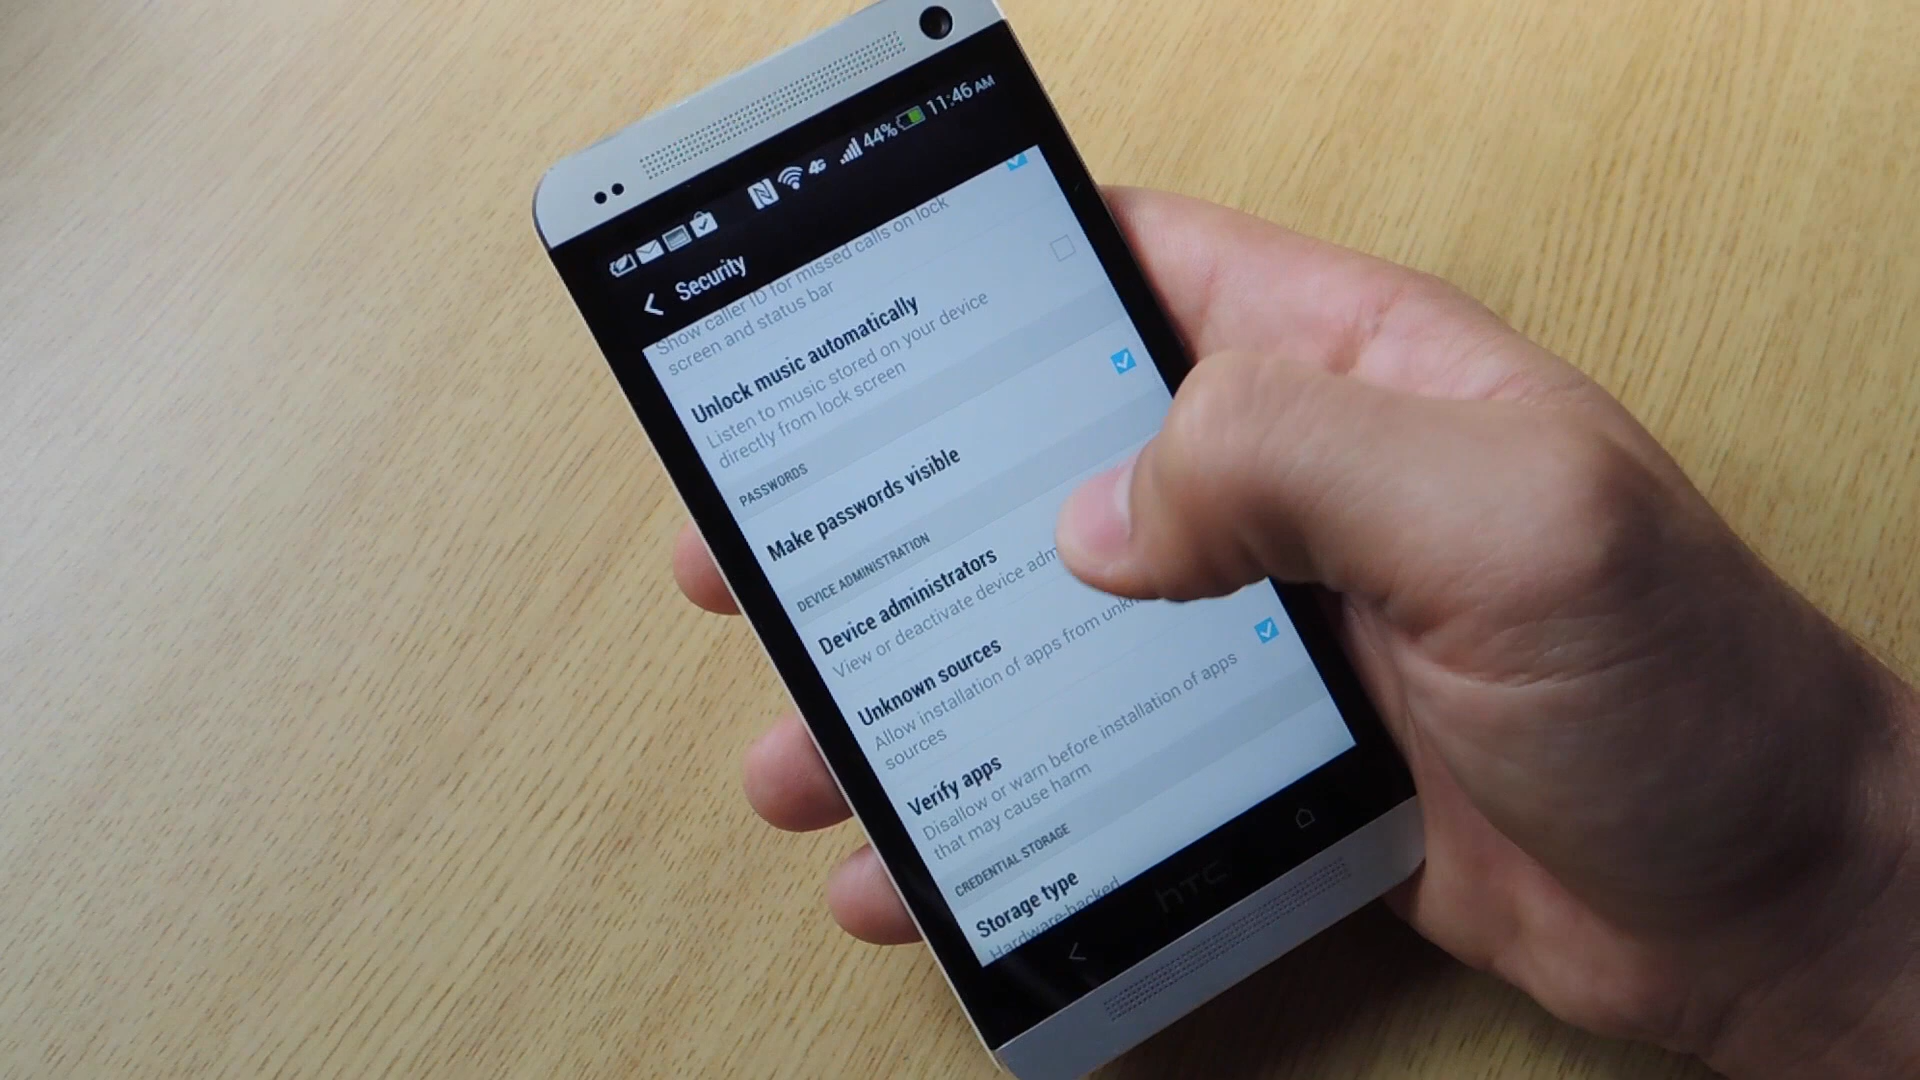 4G 44% 11:46 AM
Security
Show caller ID for missed calls on lock
screen and status bar
Unlock music automatically
Listen to music stored on your device
directly from lock screen
PASSWORDS
Make passwords visible
DEVICE ADMINISTRATION
Device administrators
View or deactivate device
Unknown sources
Allow installation of apps from
sources
Verify apps
Disallow or warn before installation of apps
that may cause harm
CREDENTIAL STORAGE
Storage type
Hardware-backed
hTC